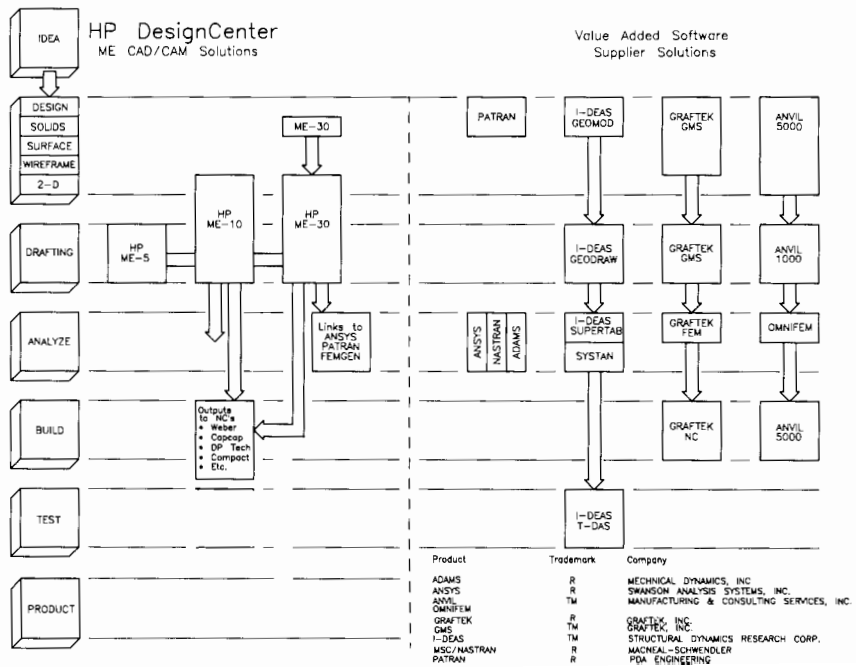 IDEA
HP DesignCenter
ME CAD/CAM Solutions
Value Added Software
Supplier Solutions
DESIGN
SOLIDS
SURFACE
WIREFRAME
2-D
ME-30
PATRAN
I-DEAS
GEOMOD
GRAFTEK
GMS
ANVIL
5000
HP
ME-10
HP
ME-30
DRAFTING
HP
ME-5
I-DEAS
GEODRAW
GRAFTEK
GMS
ANVIL
1000
ANALYZE
Links to
ANSYS
PATRAN
FEMGEN
ANSYS
NASTRAN
ADAMS
I-DEAS
SUPERTAB
SYSTAN
GRAFTEK
FEM
OMNIFEM
BUILD
Outputs
to NC's
• Weber
• Capcap
• DP Tech
• Compact
• Etc.
GRAFTEK
NC
ANVIL
5000
TEST
I-DEAS
T-DAS
PRODUCT
Product Trademark Company
ADAMS R MECHNICAL DYNAMICS, INC
ANSYS R SWANSON ANALYSIS SYSTEMS, INC.
ANVIL TM MANUFACTURING & CONSULTING SERVICES, INC.
OMNIFEM
GRAFTEK R GRAFTEK, INC.
GMS TM GRAFTEK, INC.
I-DEAS TM STRUCTURAL DYNAMICS RESEARCH CORP.
MSC/NASTRAN R MACNEAL-SCHWENDLER
PATRAN R PDA ENGINEERING